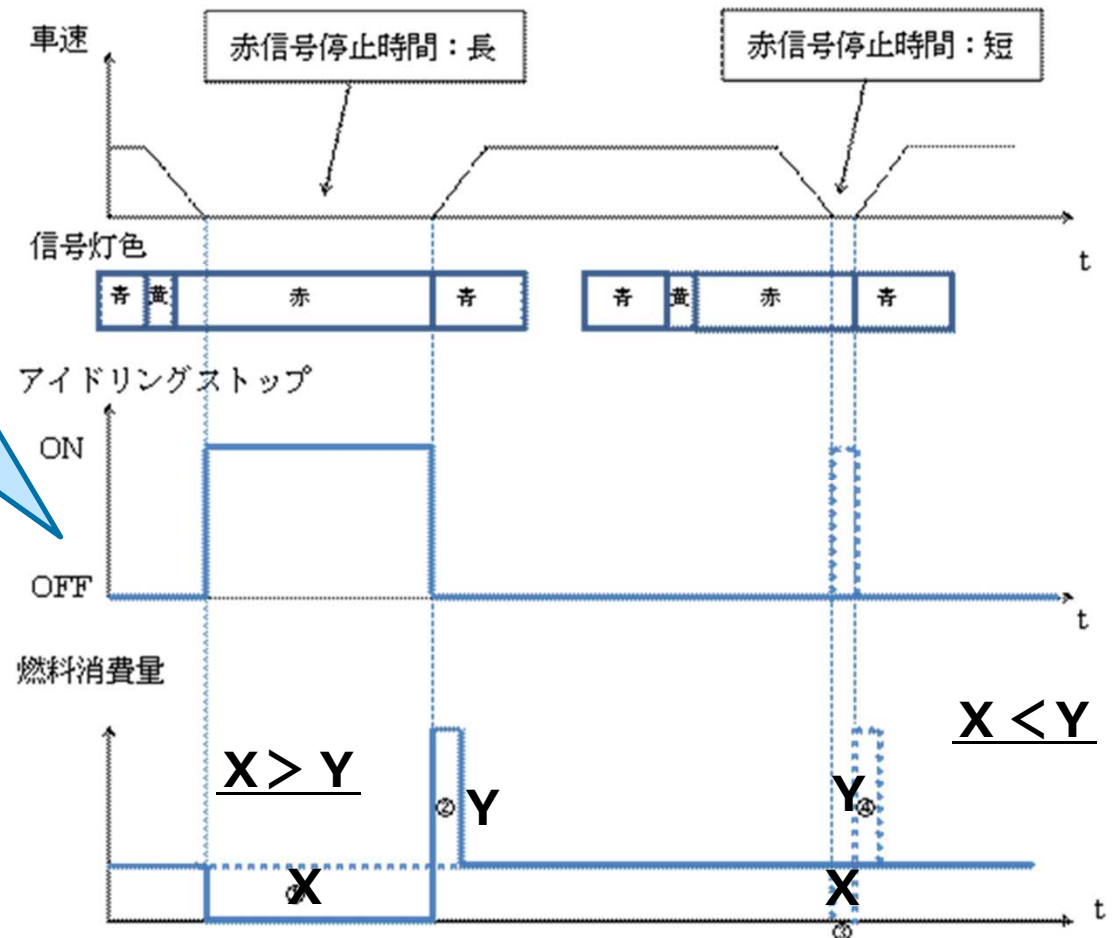 車速
赤信号停止時間：長
赤信号停止時間：短
t
信号灯色
青 黄 赤 青
青 黄 赤 青
アイドリングストップ
ON
OFF
t
燃料消費量
X＞Y
X＜Y
② Y
Y ④
X
X
③
t